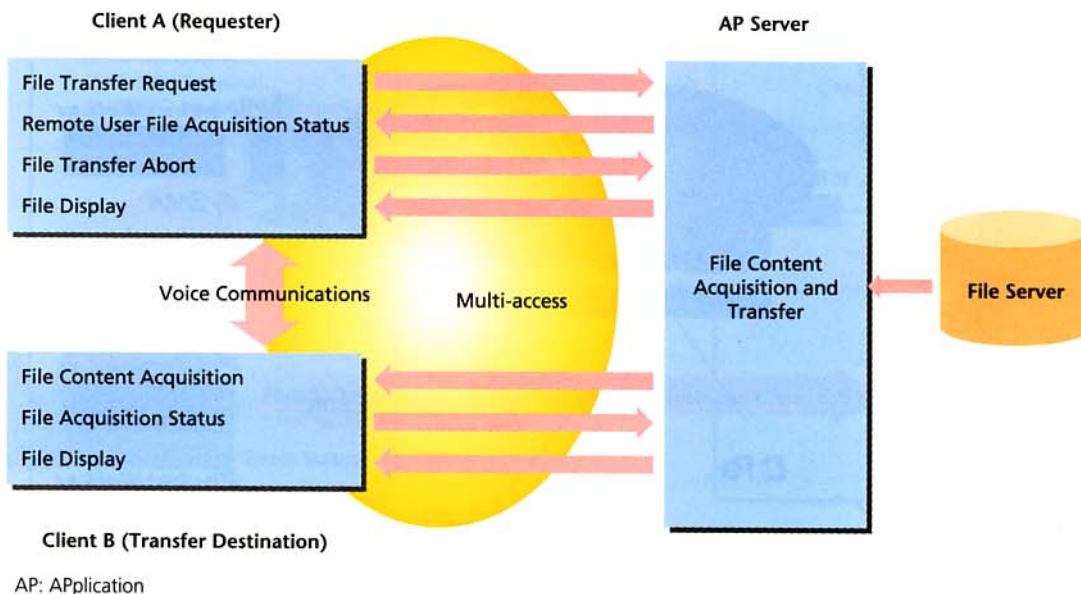 Client A (Requester)
AP Server
File Transfer Request
Remote User File Acquisition Status
File Transfer Abort
File Display
Voice Communications
Multi-access
File Content
Acquisition and
Transfer
File Server
File Content Acquisition
File Acquisition Status
File Display
Client B (Transfer Destination)
AP: APplication